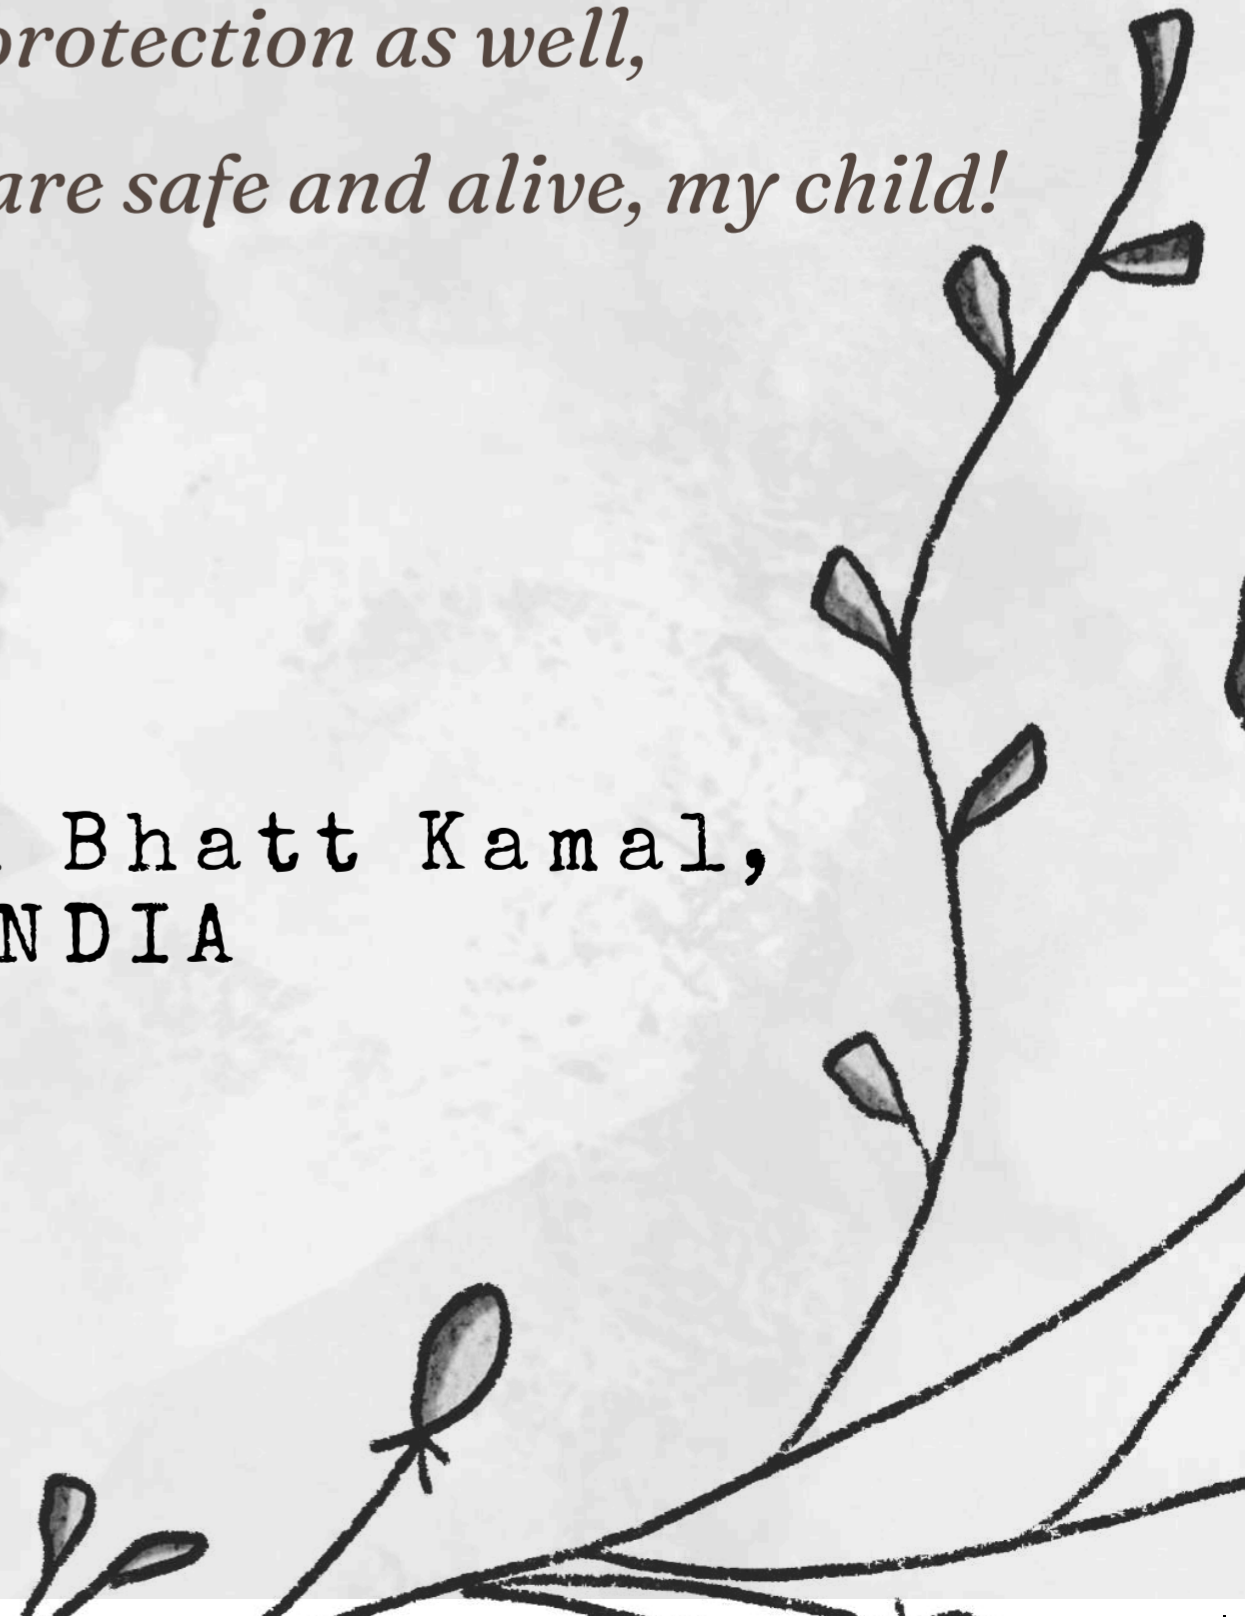 protection as well,
are safe and alive, my child!
Bhatt Kamal,
NDIA